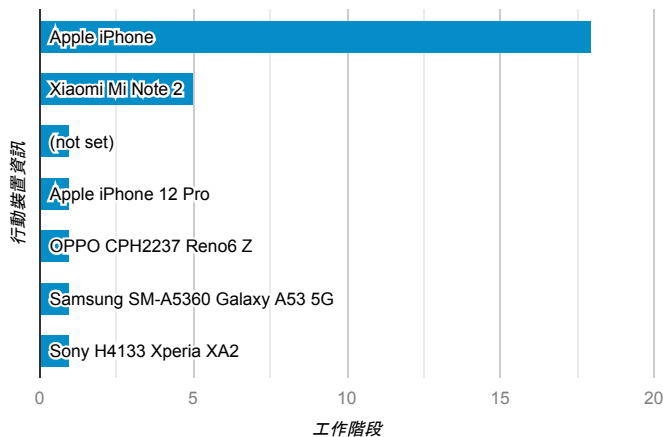 Apple iPhone
Xiaomi Mi Note 2
(not set)
Apple iPhone 12 Pro
OPPO CPH2237 Reno6 Z
Samsung SM-A5360 Galaxy A53 5G
Sony H4133 Xperia XA2
行動裝置資訊
0 5 10 15 20
工作階段